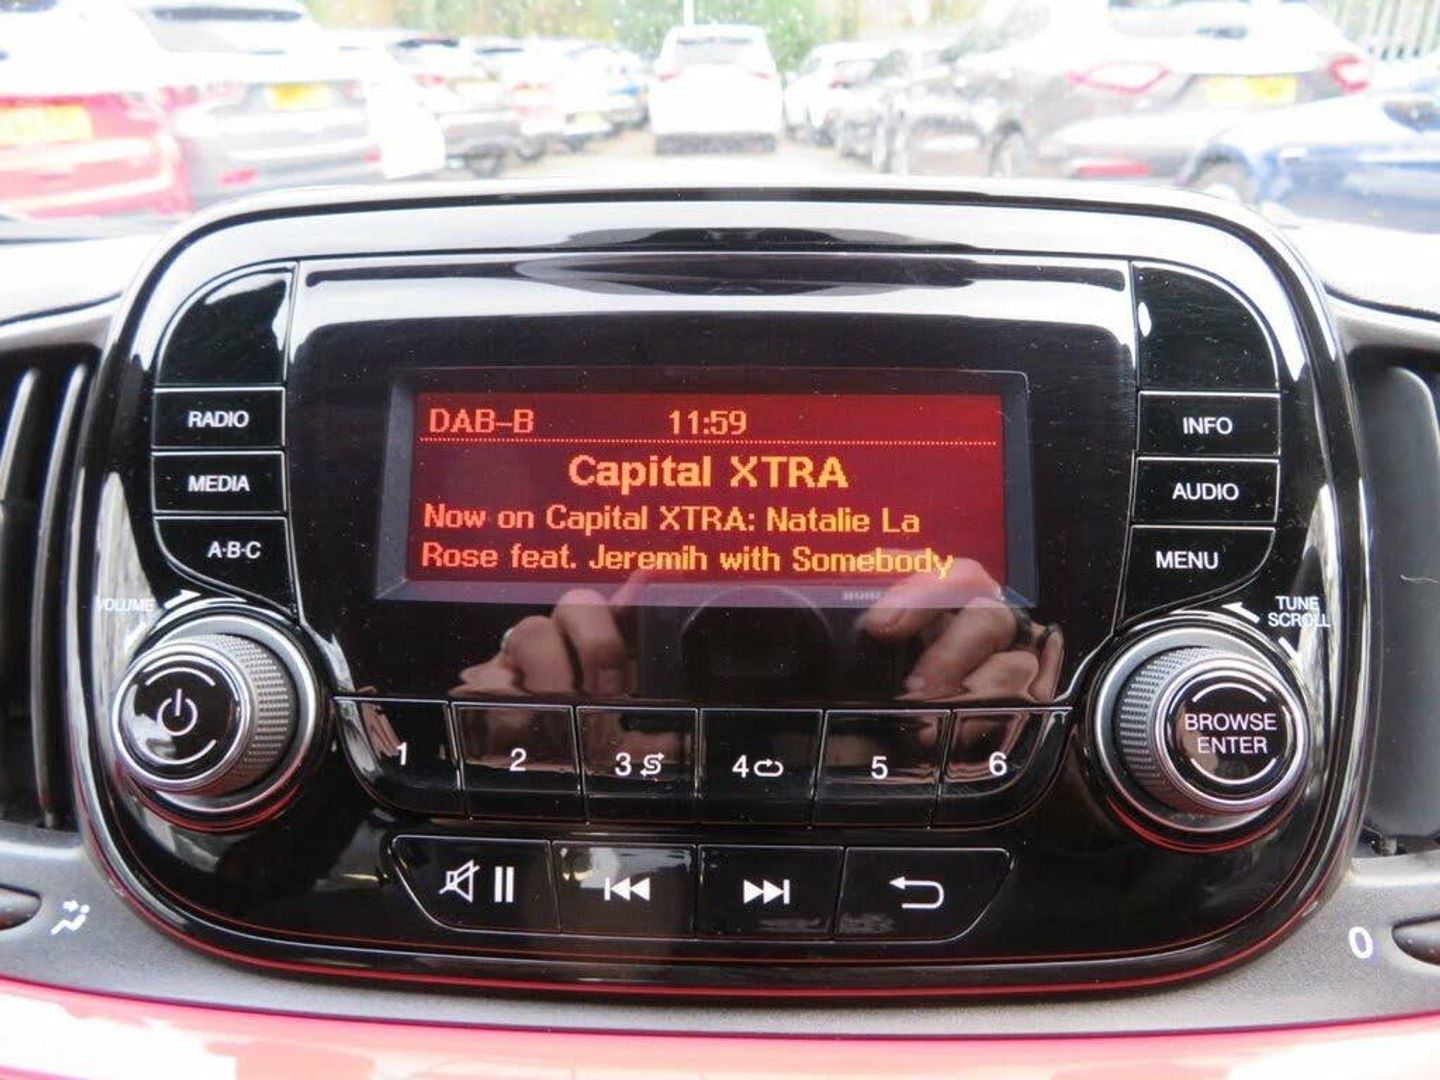 RADIO
MEDIA
A·B·C
VOLUME
DAB-B 11:59
Capital XTRA
Now on Capital XTRA: Natalie La
Rose feat. Jeremih with Somebody
INFO
AUDIO
MENU
TUNE
SCROLL
BROWSE
ENTER
1 2 3 4 5 6
0